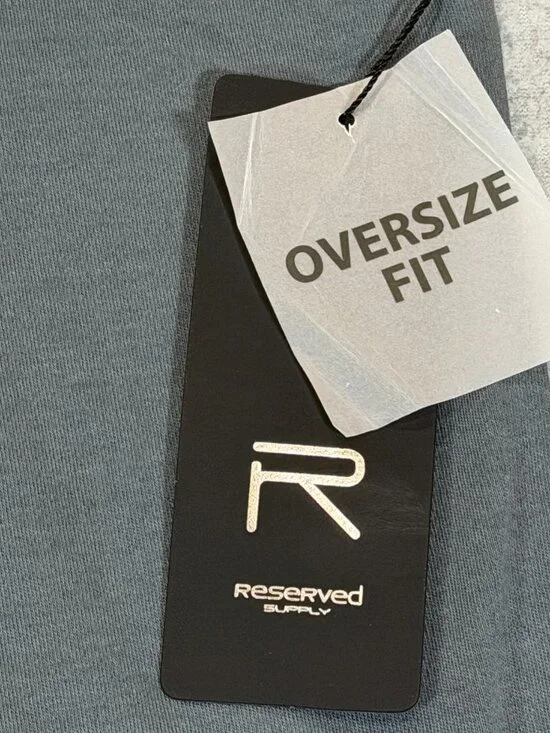 OVERSIZE
FIT
R
Reserved
SUPPLY